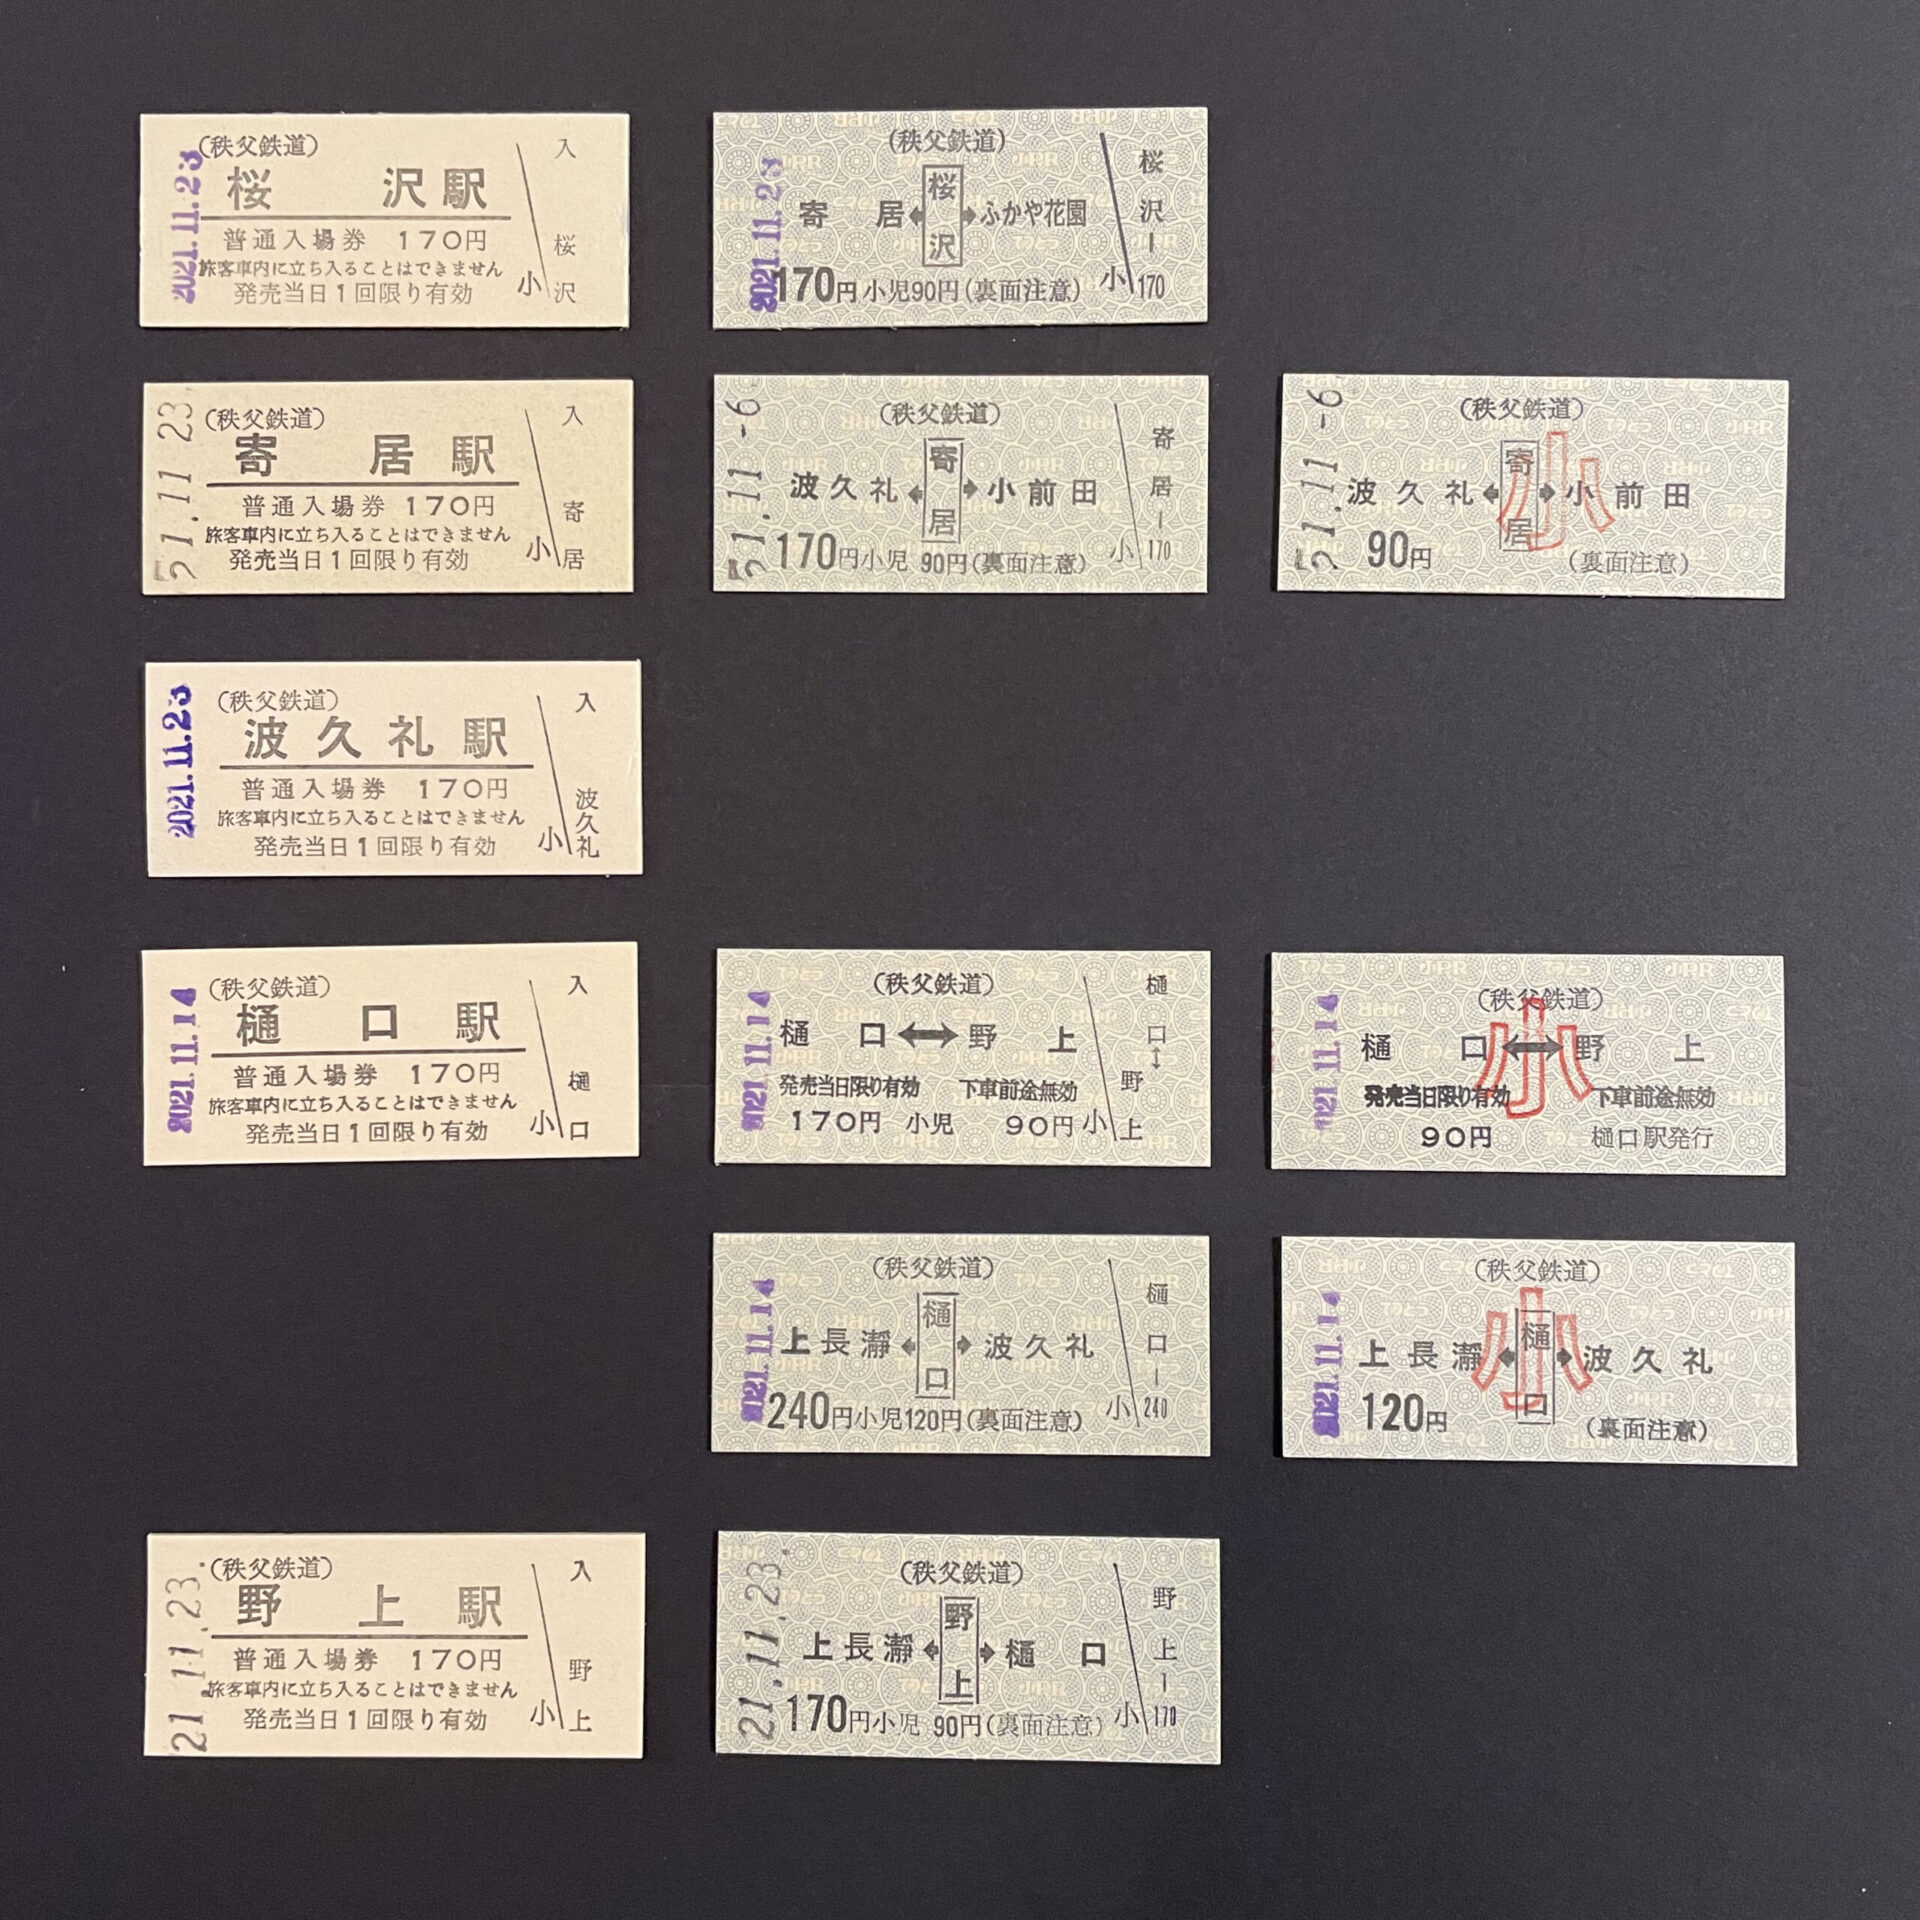 (秩父鉄道)
桜沢駅
普通入場券 170円
旅客車内に立ち入ることはできません
発売当日1回限り有効
2021.11.23
小
入
桜沢
(秩父鉄道)
寄居 桜沢 ふかや花園
170円小児90円(裏面注意)
2021.11.23
小
桜沢-170
(秩父鉄道)
寄居駅
普通入場券 170円
旅客車内に立ち入ることはできません
発売当日1回限り有効
11 23.
小
入
寄居
(秩父鉄道)
波久礼 寄居 小前田
170円小児 90円(裏面注意)
11 -6
小
寄居-170
(秩父鉄道)
波久礼 寄居 小前田
小
90円 (裏面注意)
11 -6
(秩父鉄道)
波久礼駅
普通入場券 170円
旅客車内に立ち入ることはできません
発売当日1回限り有効
2021.11.23
小
入
波久礼
(秩父鉄道)
樋口駅
普通入場券 170円
旅客車内に立ち入ることはできません
発売当日1回限り有効
2021.11.14
小
入
樋口
(秩父鉄道)
樋口↔野上
発売当日限り有効 下車前途無効
170円 小児 90円
2021.11.14
小
樋口↕野上
(秩父鉄道)
樋口↔野上
小
発売当日限り有効 下車前途無効
90円 樋口駅発行
021.11.14
(秩父鉄道)
上長瀞 樋口 波久礼
240円小児120円(裏面注意)
2021.11.14
小
樋口-240
(秩父鉄道)
上長瀞 樋口 波久礼
小
120円 (裏面注意)
2021.11.14
(秩父鉄道)
野上駅
普通入場券 170円
旅客車内に立ち入ることはできません
発売当日1回限り有効
21.11.23.
小
入
野上
(秩父鉄道)
上長瀞 野上 樋口
170円小児 90円(裏面注意)
21.11.23.
小
野上-170